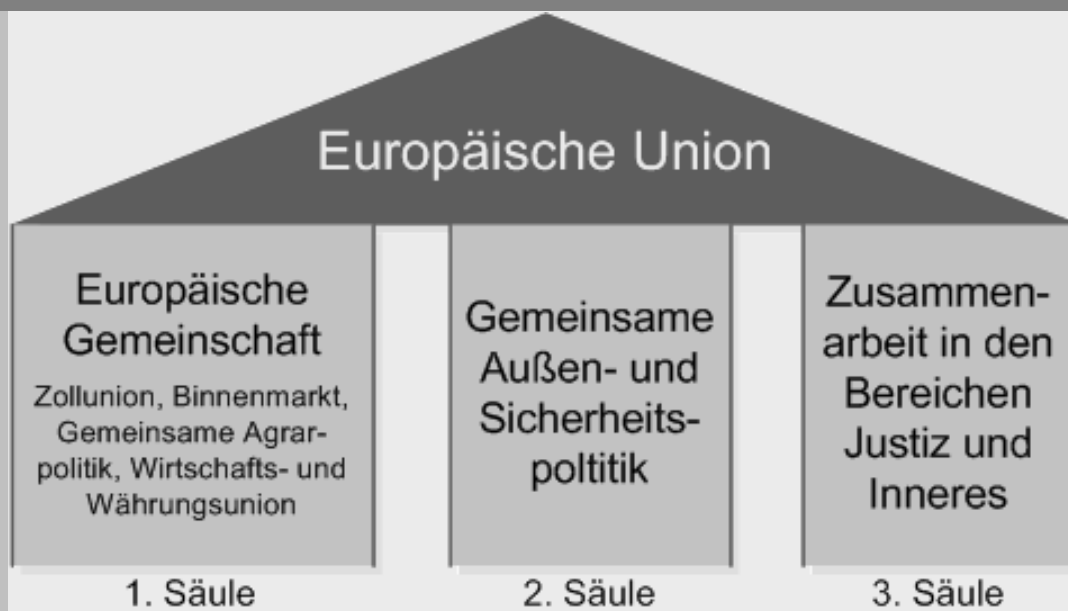 Europäische Union
Europäische
Gemeinschaft
Zollunion, Binnenmarkt,
Gemeinsame Agrar-
politik, Wirtschafts- und
Währungsunion
1. Säule
Gemeinsame
Außen- und
Sicherheits-
poltitik
2. Säule
Zusammen-
arbeit in den
Bereichen
Justiz und
Inneres
3. Säule